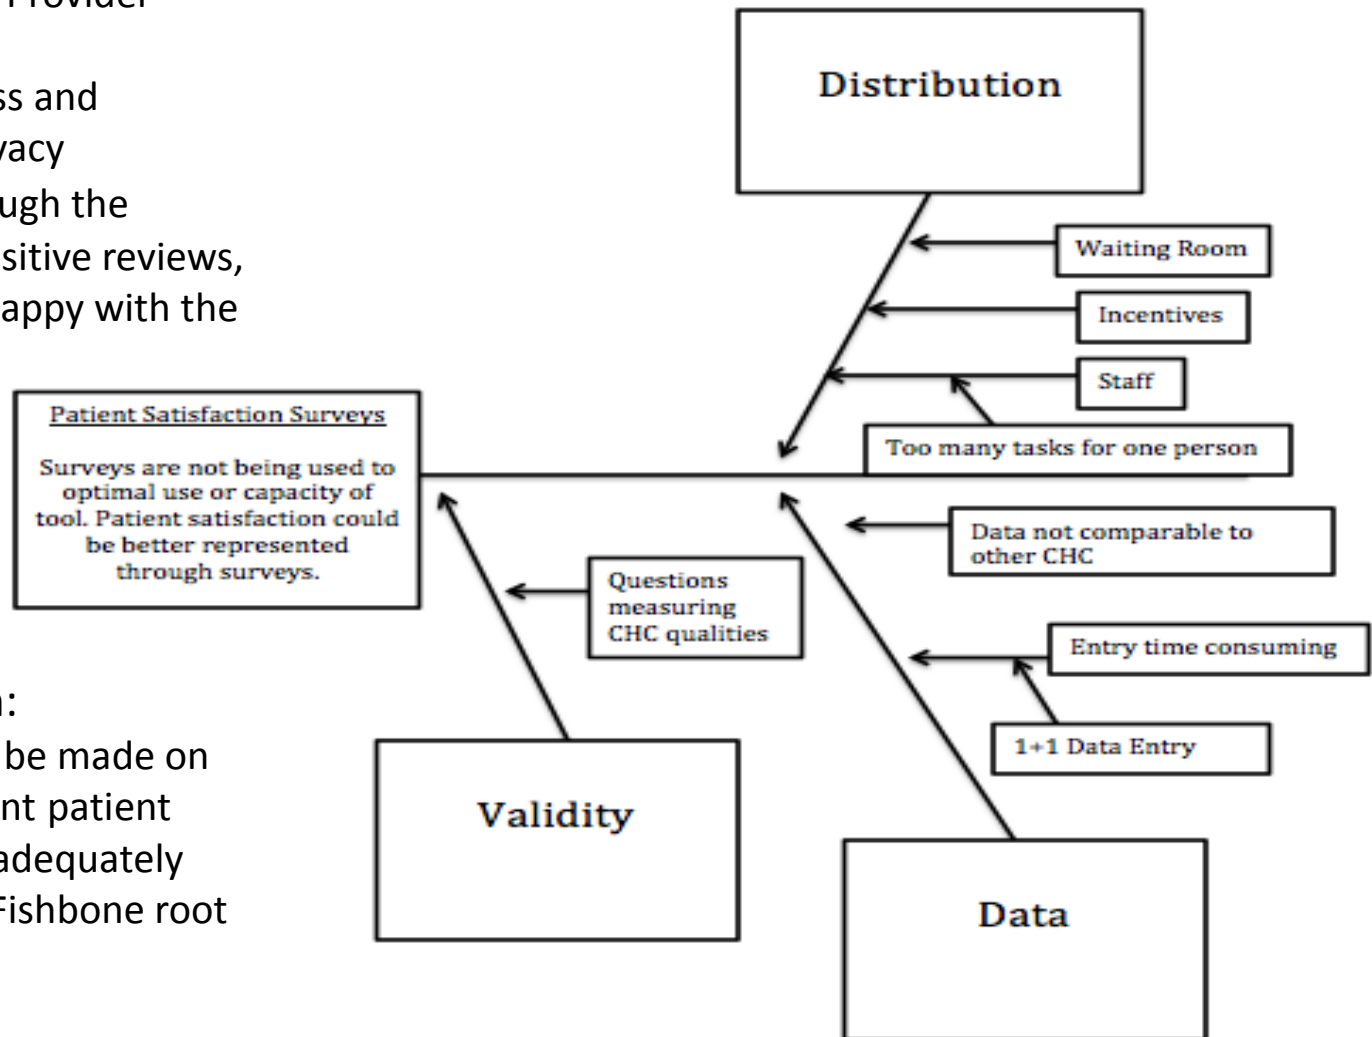 Provider
ss and
vacy
ugh the
sitive reviews,
appy with the
:
be made on
nt patient
adequately
Fishbone root
Distribution
Waiting Room
Incentives
Staff
Too many tasks for one person
Patient Satisfaction Surveys
Surveys are not being used to
optimal use or capacity of
tool. Patient satisfaction could
be better represented
through surveys.
Data not comparable to
other CHC
Questions
measuring
CHC qualities
Entry time consuming
1+1 Data Entry
Validity
Data